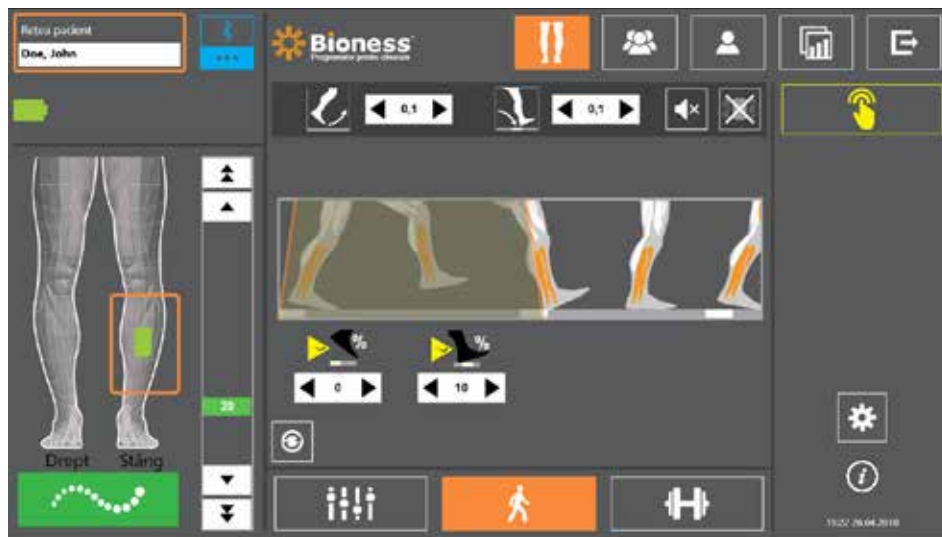 Rețea pacient
Doe, John
Bioness
Programator pentru clinician
0,1
0,1
%
%
0
10
20
Drept
Stâng
15:22 26.04.2018